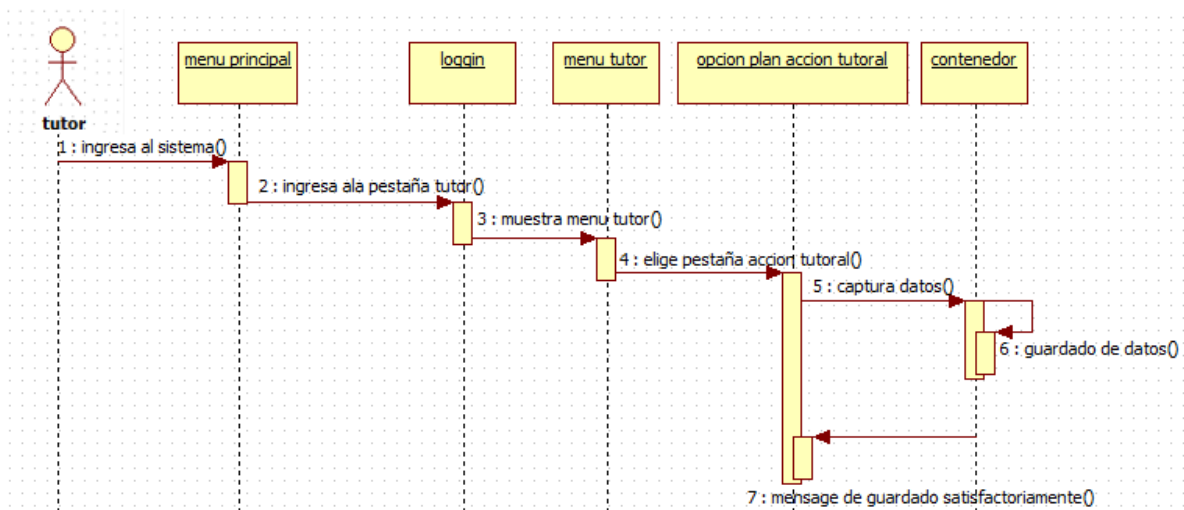 menu principal
loggin
menu tutor
opcion plan accion tutoral
contenedor
tutor
1 : ingresa al sistema()
2 : ingresa ala pestaña tutor()
3 : muestra menu tutor()
4 : elige pestaña accion tutoral()
5 : captura datos()
6 : guardado de datos()
7 : mensage de guardado satisfactoriamente()